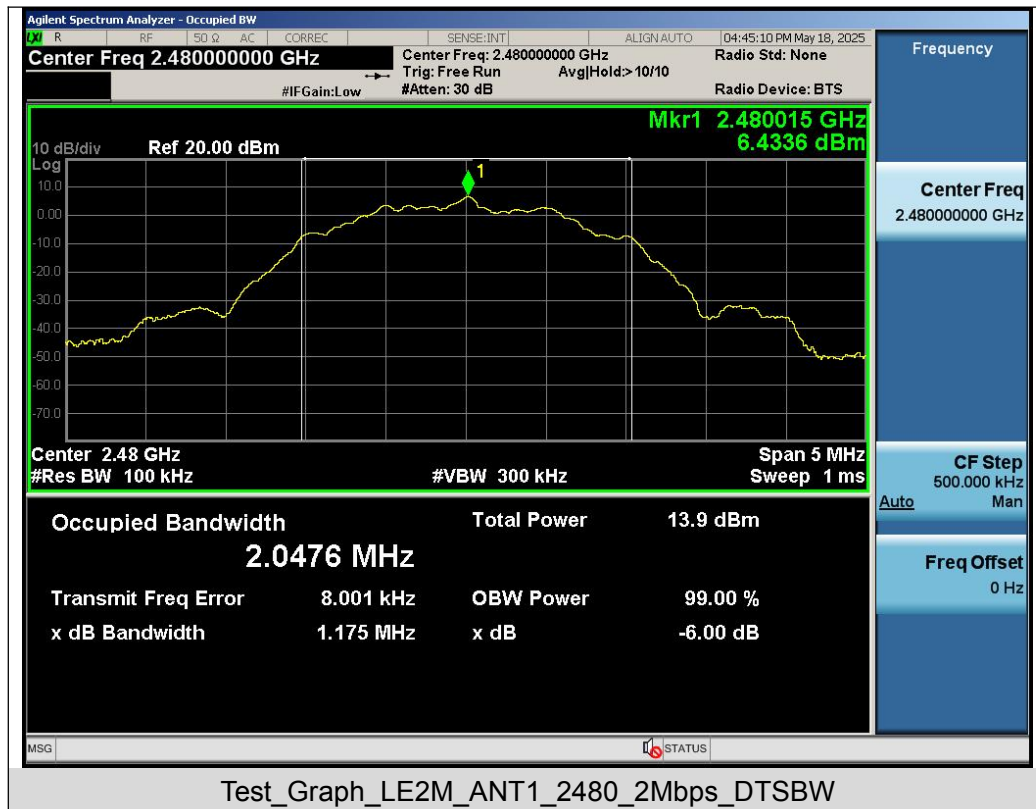 Agilent Spectrum Analyzer - Occupied BW
LXI R RF 50 Ω AC CORREC SENSE:INT ALIGN AUTO 04:45:10 PM May 18, 2025
Center Freq 2.480000000 GHz
Center Freq: 2.480000000 GHz Radio Std: None
Trig: Free Run Avg|Hold:> 10/10
#IFGain:Low #Atten: 30 dB Radio Device: BTS
Mkr1 2.480015 GHz
6.4336 dBm
10 dB/div Ref 20.00 dBm
Log
1
10.0
0.00
-10.0
-20.0
-30.0
-40.0
-50.0
-60.0
-70.0
Center 2.48 GHz Span 5 MHz
#Res BW 100 kHz #VBW 300 kHz Sweep 1 ms
Occupied Bandwidth Total Power 13.9 dBm
2.0476 MHz
Transmit Freq Error 8.001 kHz OBW Power 99.00 %
x dB Bandwidth 1.175 MHz x dB -6.00 dB
MSG STATUS
Frequency
Center Freq
2.480000000 GHz
CF Step
500.000 kHz
Auto Man
Freq Offset
0 Hz
Test_Graph_LE2M_ANT1_2480_2Mbps_DTSBW